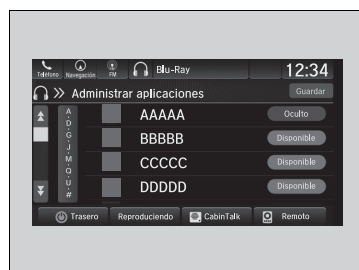 Teléfono Navegación FM Blu-Ray 12:34
Administrar aplicaciones Guardar
A
D
G
J
M
Q
U
#
AAAAA Oculto
BBBBB Disponible
CCCCC Disponible
DDDDD Disponible
Trasero Reproduciendo CabinTalk Remoto